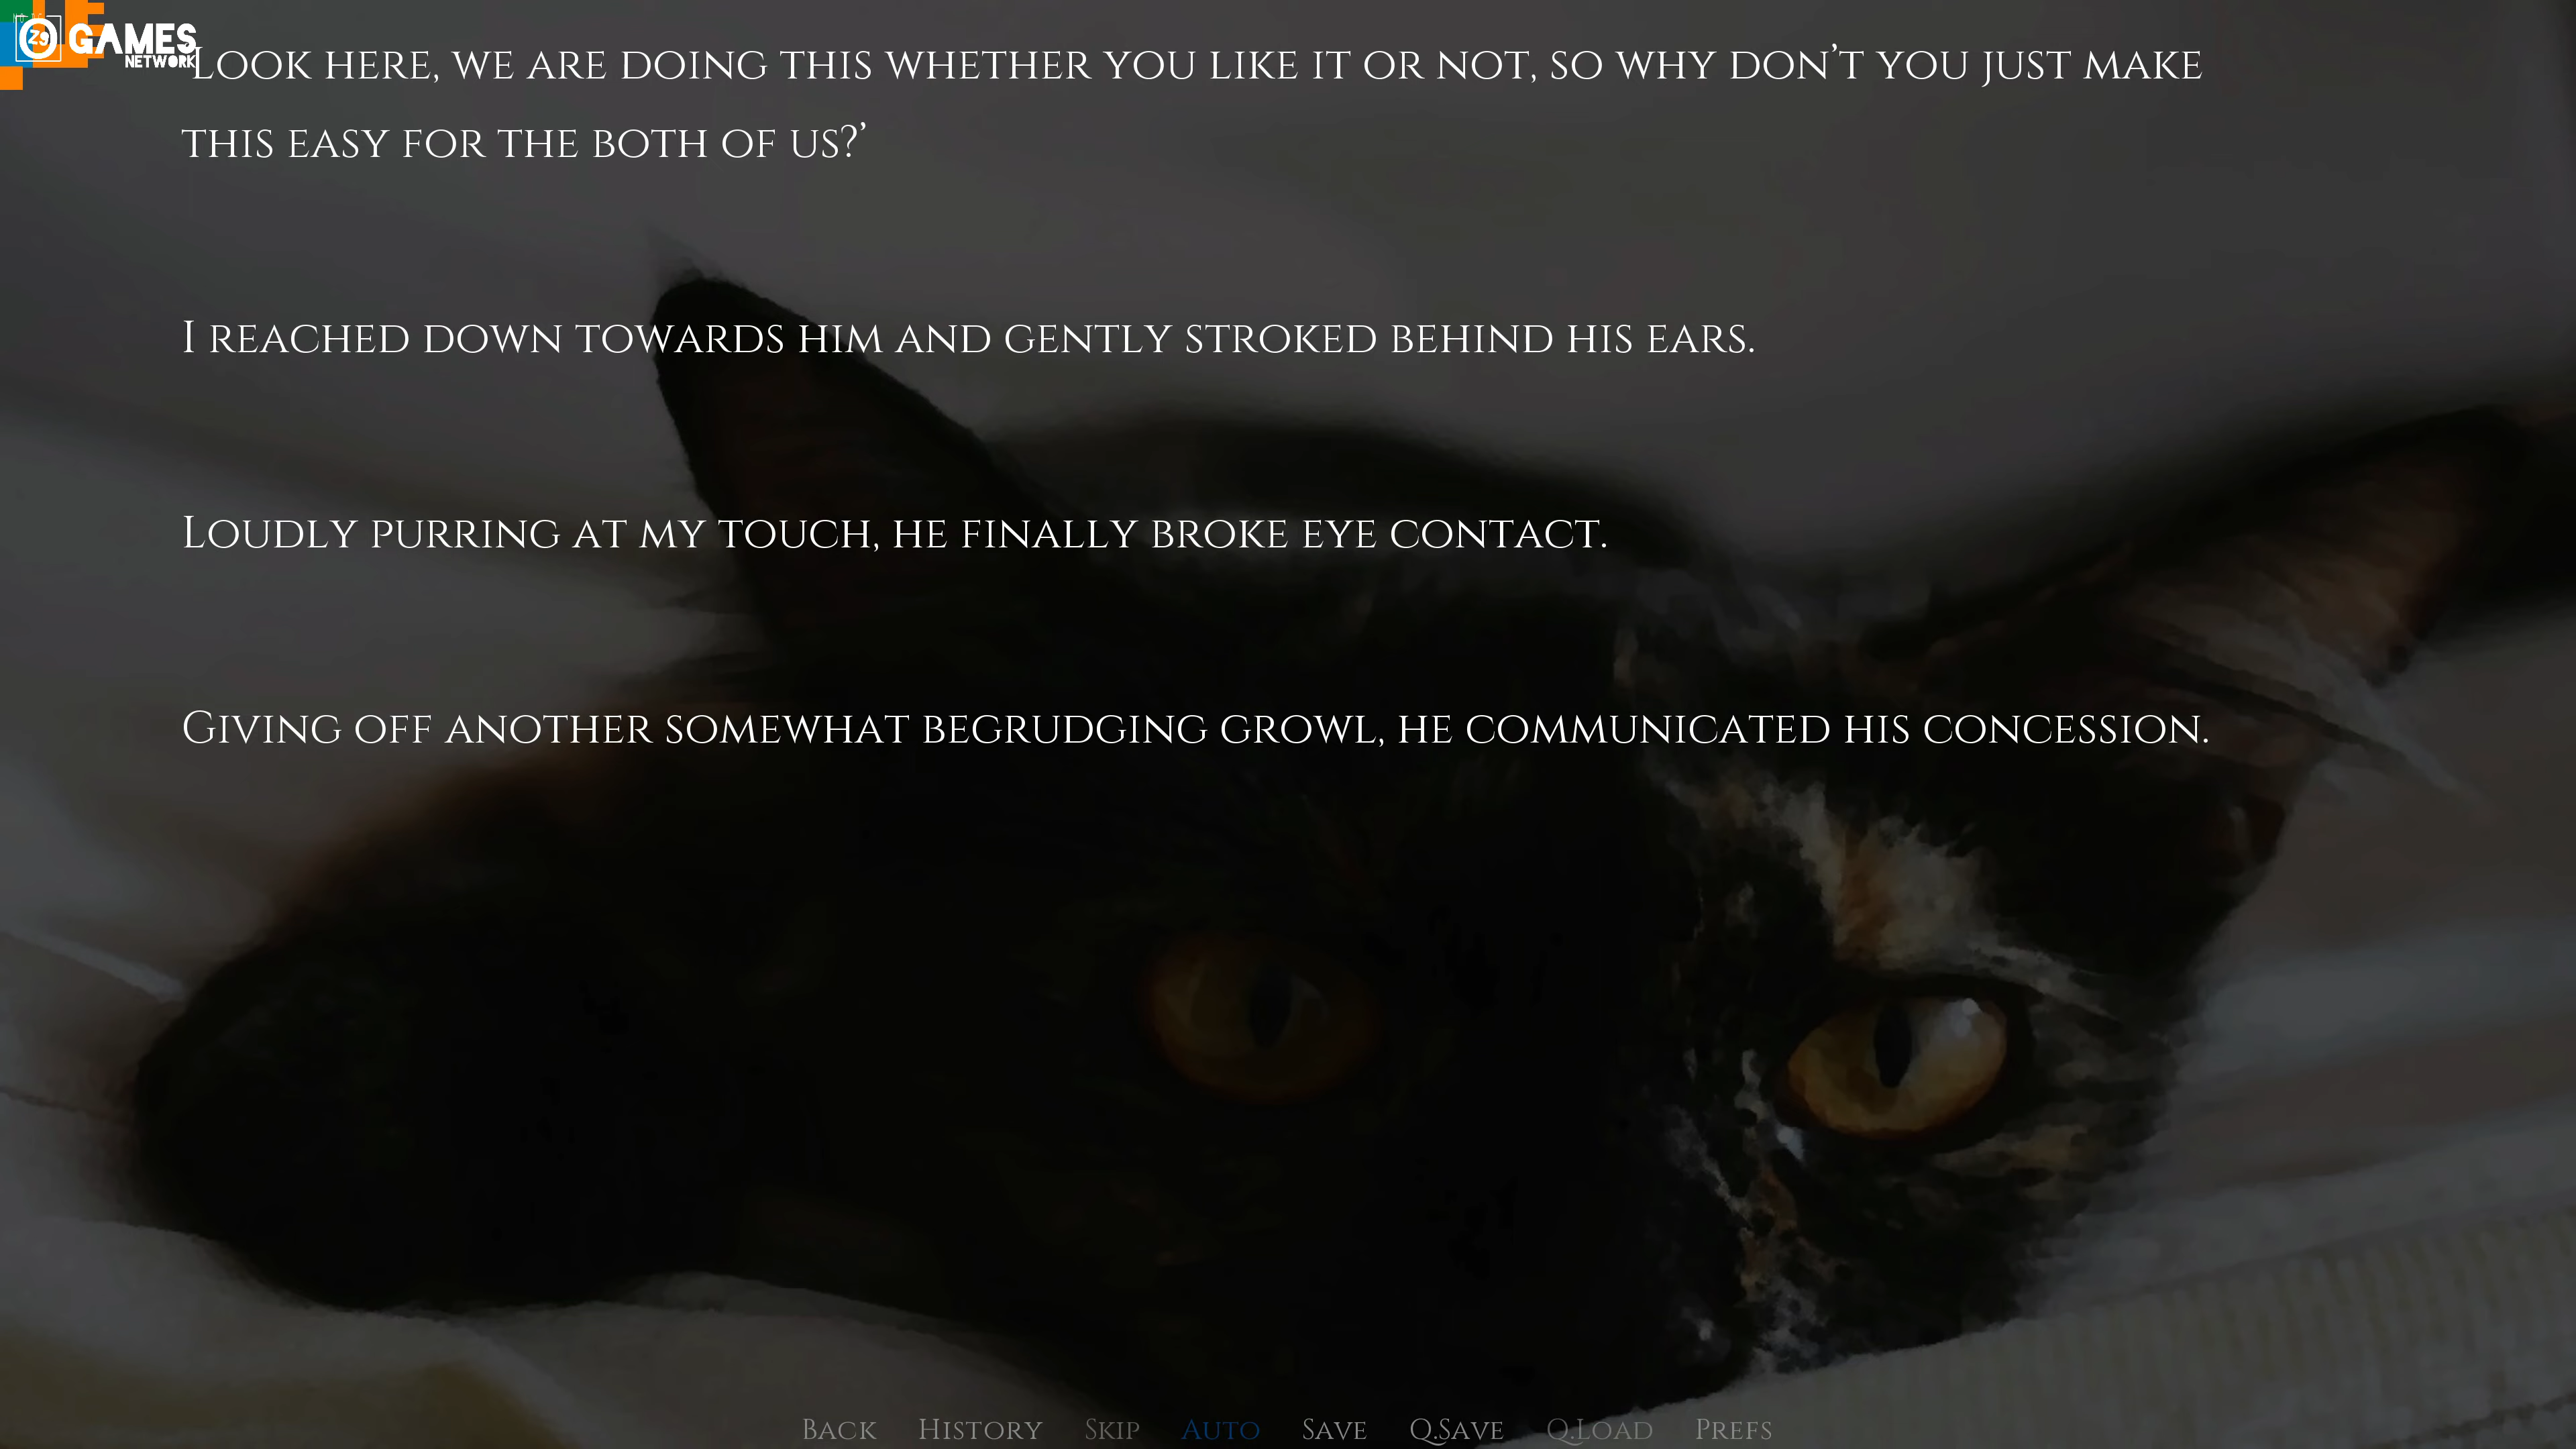 Z9 GAMES
NETWORK
Look here, we are doing this whether you like it or not, so why don't you just make
this easy for the both of us?'
I reached down towards him and gently stroked behind his ears.
Loudly purring at my touch, he finally broke eye contact.
Giving off another somewhat begrudging growl, he communicated his concession.
Back History Skip Auto Save Q.Save Q.Load Prefs